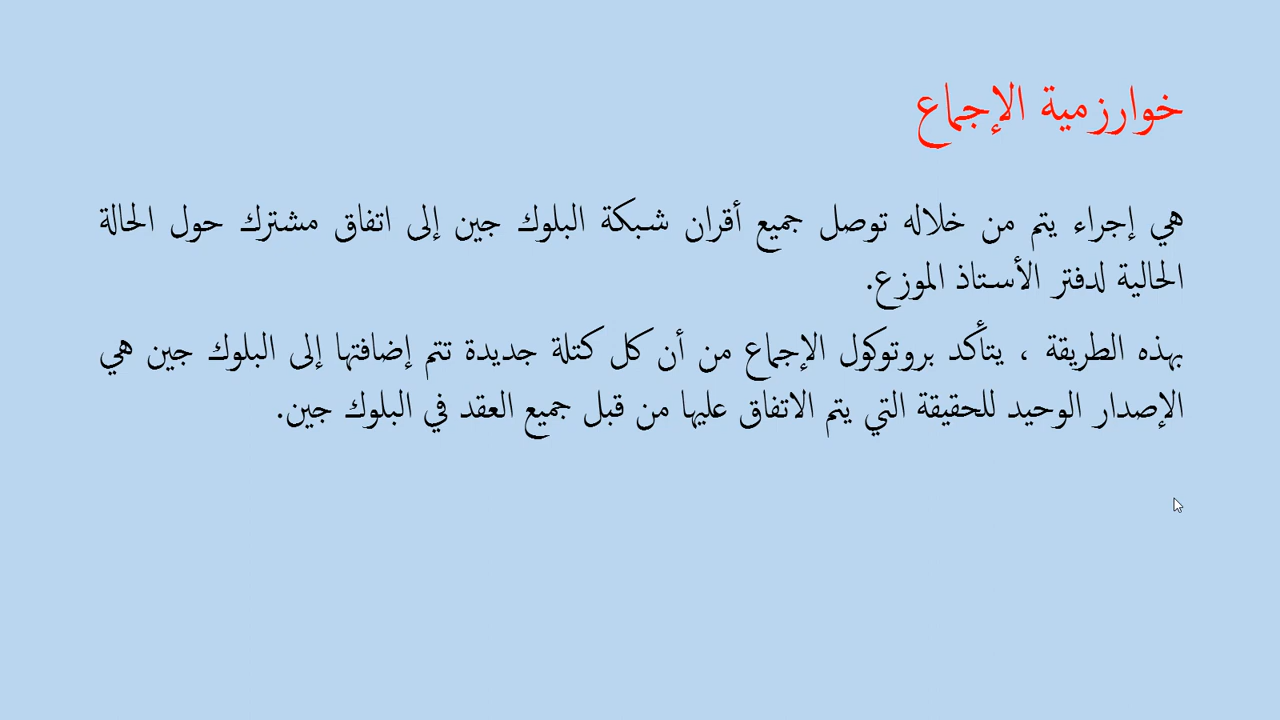 خوارزمية الإجماع
هي إجراء يتم من خلاله توصل جميع أقران شبكة البلوك جين إلى اتفاق مشترك حول الحالة
الحالية لدفتر الأستاذ الموزع.
بهذه الطريقة ، يتأكد بروتوكول الإجماع من أن كل كتلة جديدة تتم إضافتها إلى البلوك جين هي
الإصدار الوحيد للحقيقة التي يتم الاتفاق عليها من قبل جميع العقد في البلوك جين.